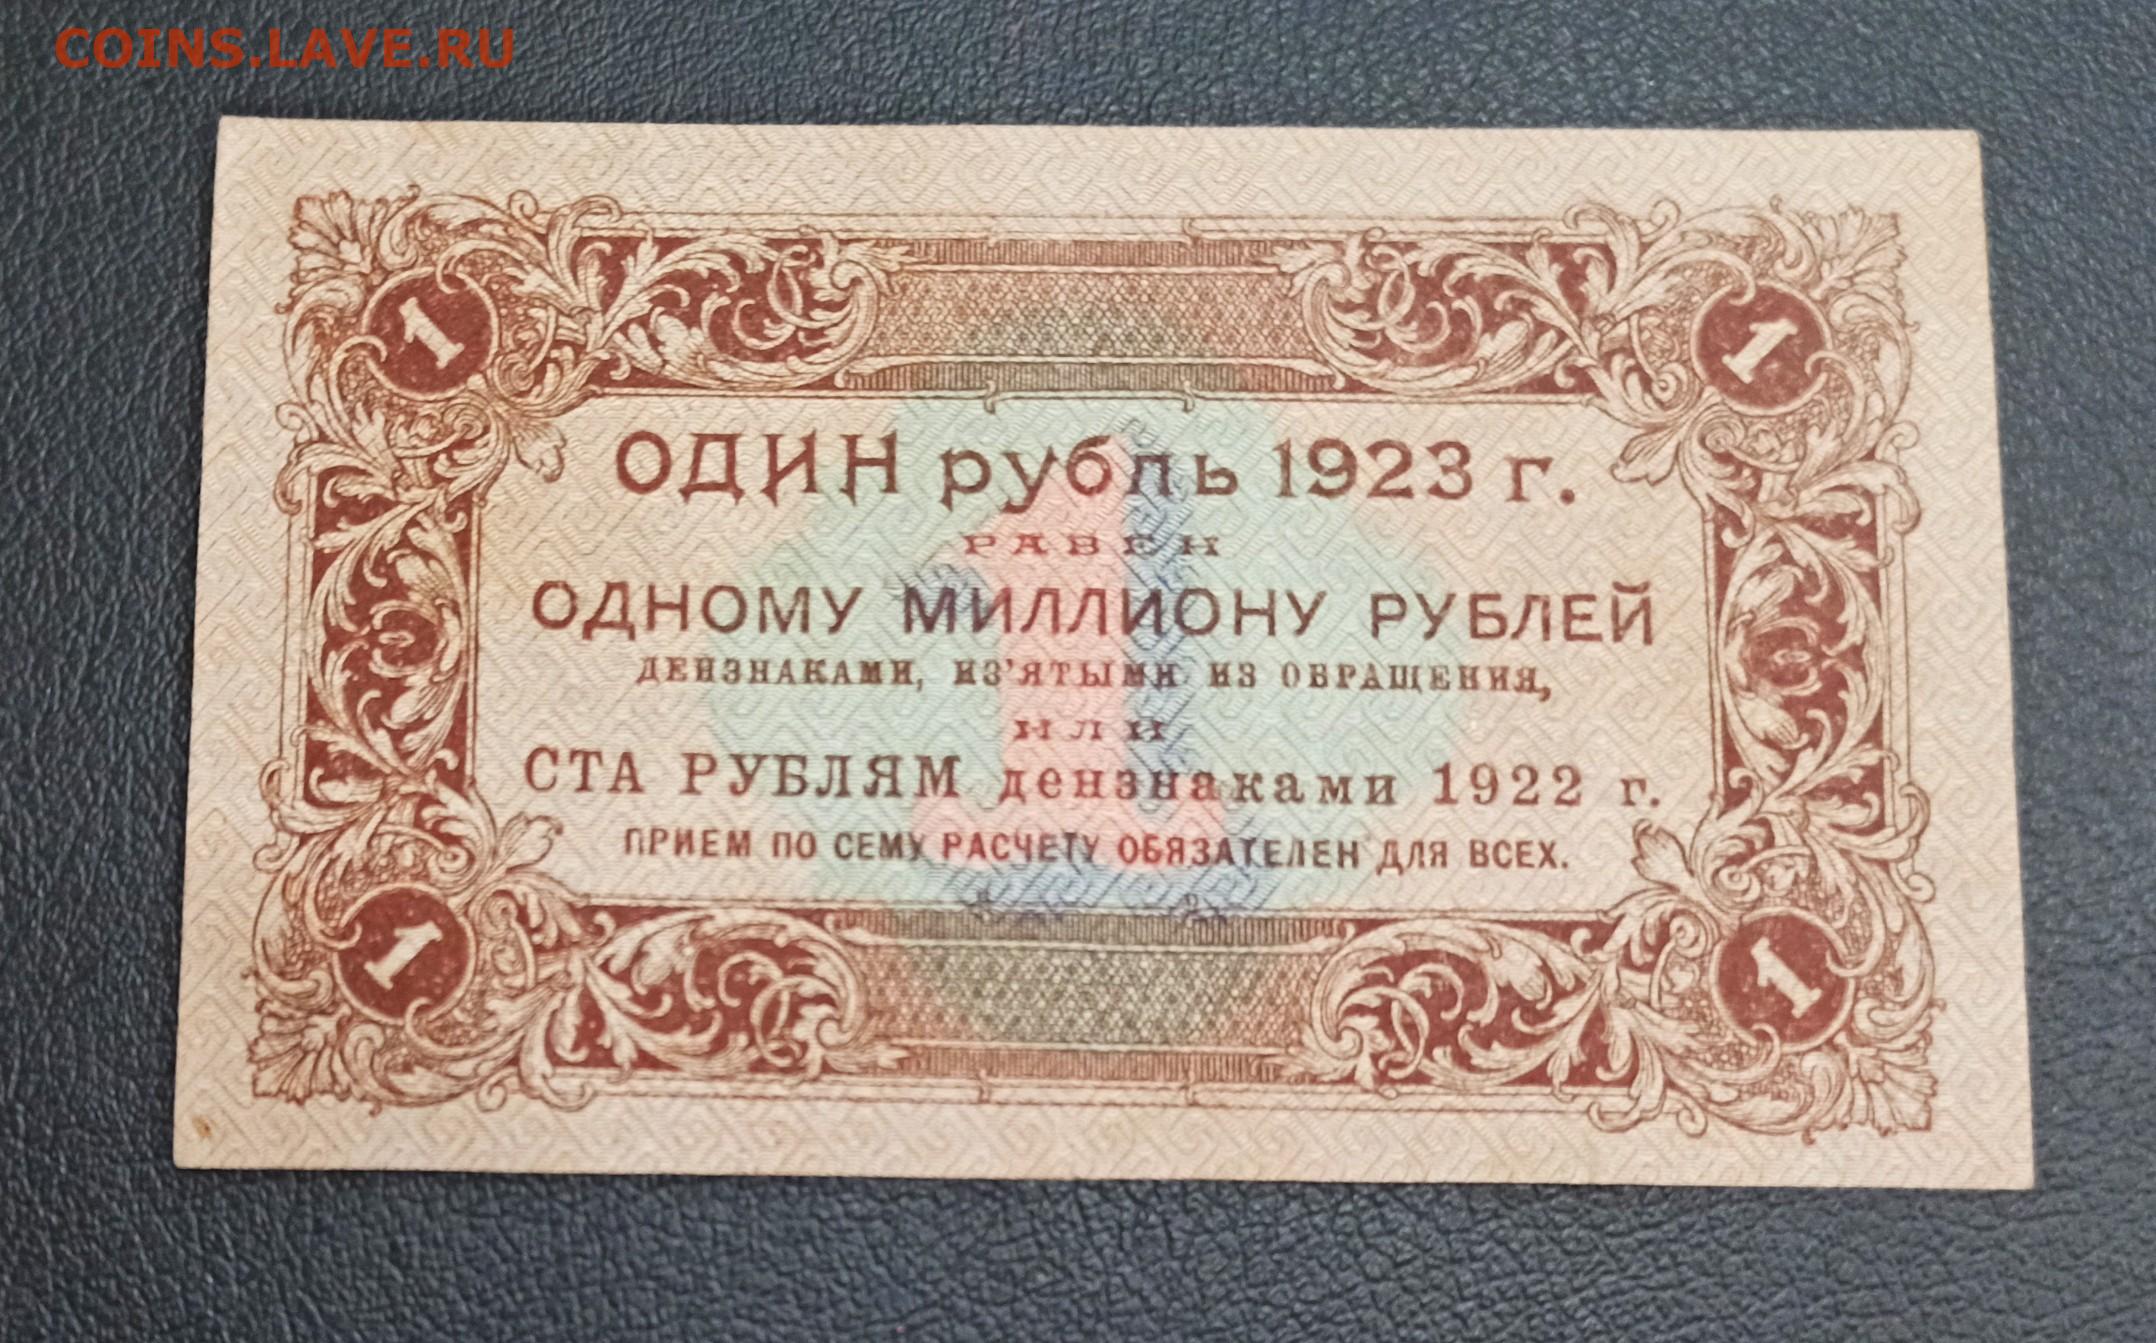 COINS.LAVE.RU
1 1
ОДИН рубль 1923 г.
РАВЕН
ОДНОМУ МИЛЛИОНУ РУБЛЕЙ
ДЕНЗНАКАМИ, ИЗ'ЯТЫМИ ИЗ ОБРАЩЕНИЯ,
ИЛИ
СТА РУБЛЯМ дензнаками 1922 г.
ПРИЕМ ПО СЕМУ РАСЧЕТУ ОБЯЗАТЕЛЕН ДЛЯ ВСЕХ.
1
1 1